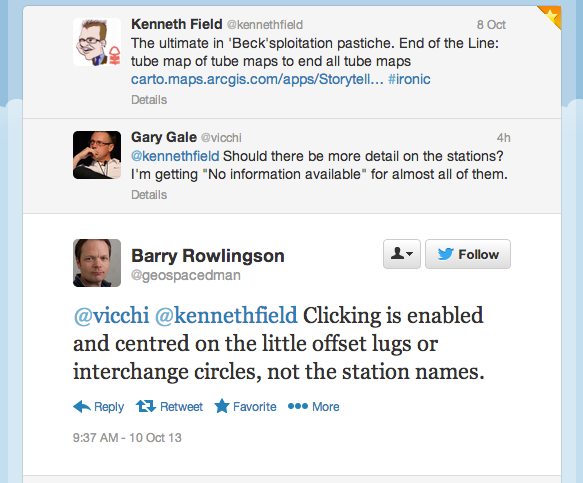 Kenneth Field @kennethfield 8 Oct
The ultimate in 'Beck'sploitation pastiche. End of the Line:
tube map of tube maps to end all tube maps
carto.maps.arcgis.com/apps/Storytell… #ironic
Details
Gary Gale @vicchi 4h
@kennethfield Should there be more detail on the stations?
I'm getting "No information available" for almost all of them.
Details
Barry Rowlingson
@geospacedman
Follow
@vicchi @kennethfield Clicking is enabled
and centred on the little offset lugs or
interchange circles, not the station names.
Reply Retweet Favorite More
9:37 AM - 10 Oct 13